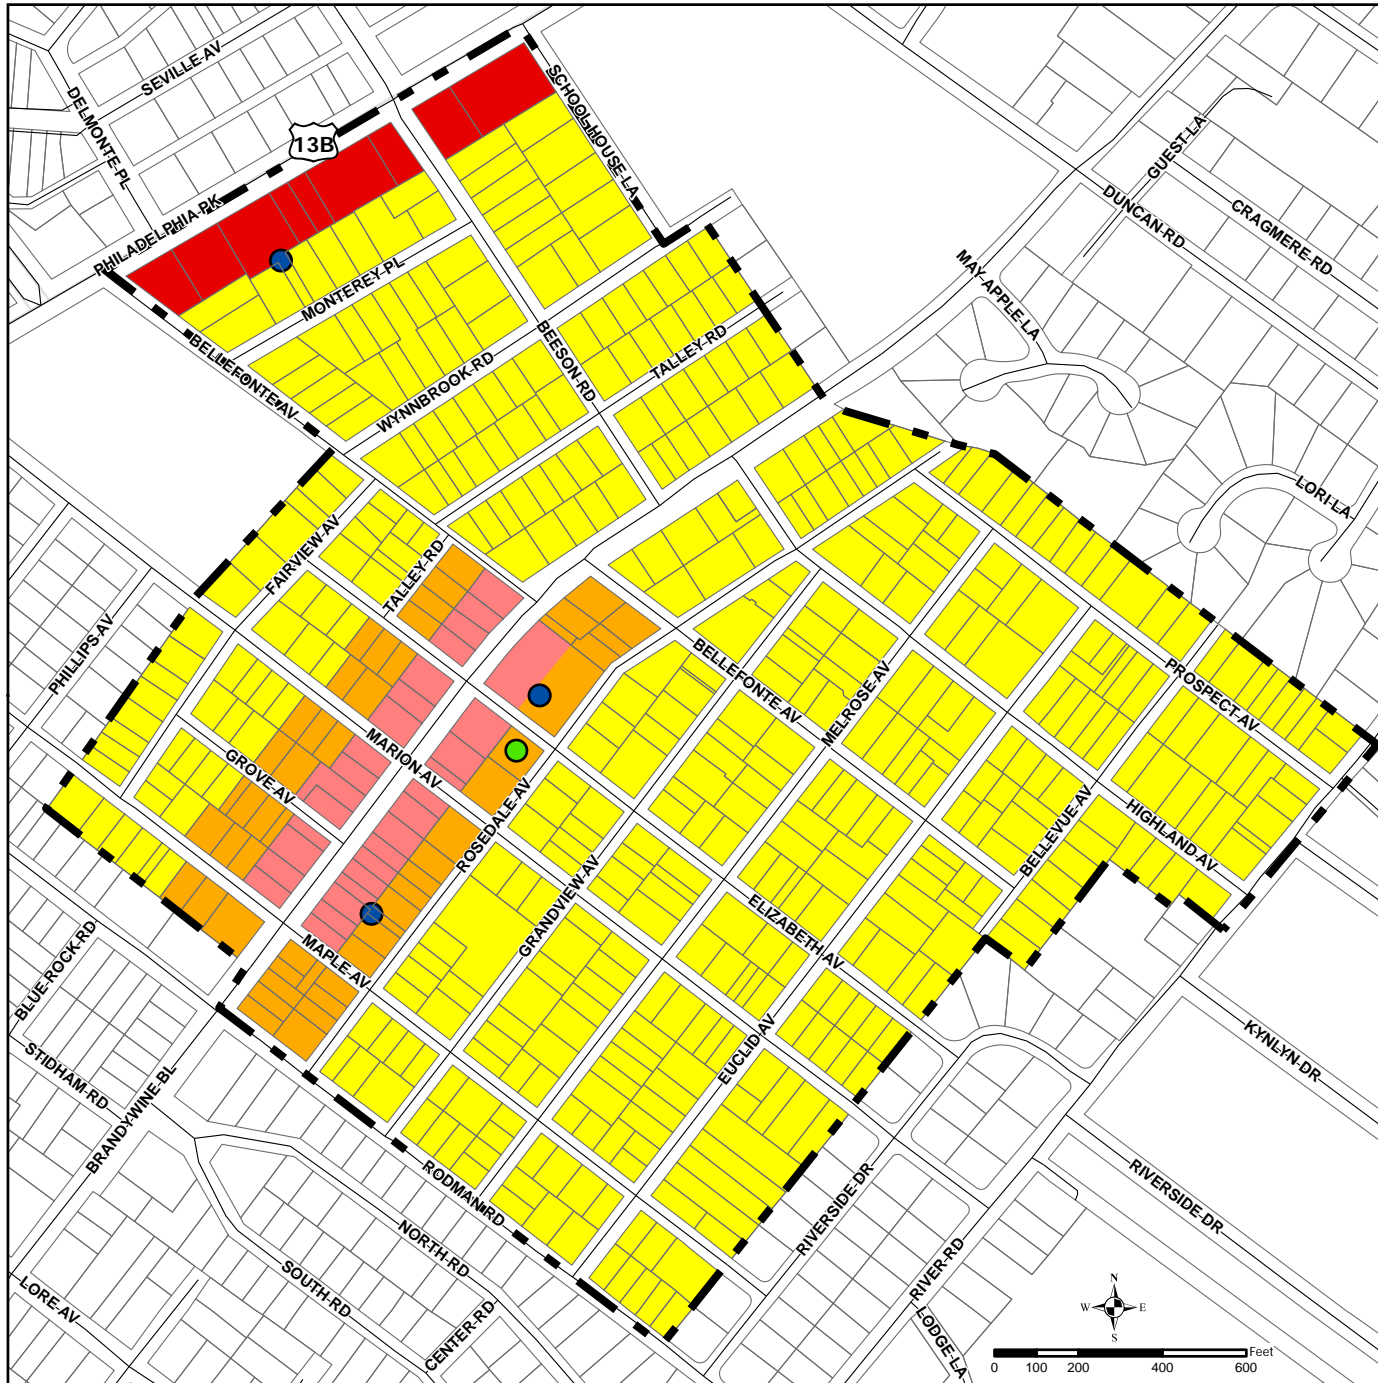 SEVILLE AV
DELMONTE PL
SCHOOL HOUSE LA
13B
GUEST LA
DUNCAN RD
CRAGMERE RD
PHILADELPHIA PK
MONTEREY PL
MAY APPLE LA
BELLEFONTE AV
BEESON RD
TALLEY RD
WYNNBROOK RD
LORI LA
FAIRVIEW AV
TALLEY RD
PHILLIPS AV
BELLEFONTE AV
MELROSE AV
PROSPECT AV
MARION AV
GROVE AV
ROSEDALE AV
BELLEVUE AV
HIGHLAND AV
GRANDVIEW AV
ELIZABETH AV
BLUE ROCK RD
MAPLE AV
EUCLID AV
KYNLYN DR
STIDHAM RD
BRANDYWINE BL
RODMAN RD
RIVERSIDE DR
RIVERSIDE DR
NORTH RD
SOUTH RD
RIVER RD
LORE AV
CENTER RD
LODGE LA
N
W E
S
Feet
0 100 200 400 600